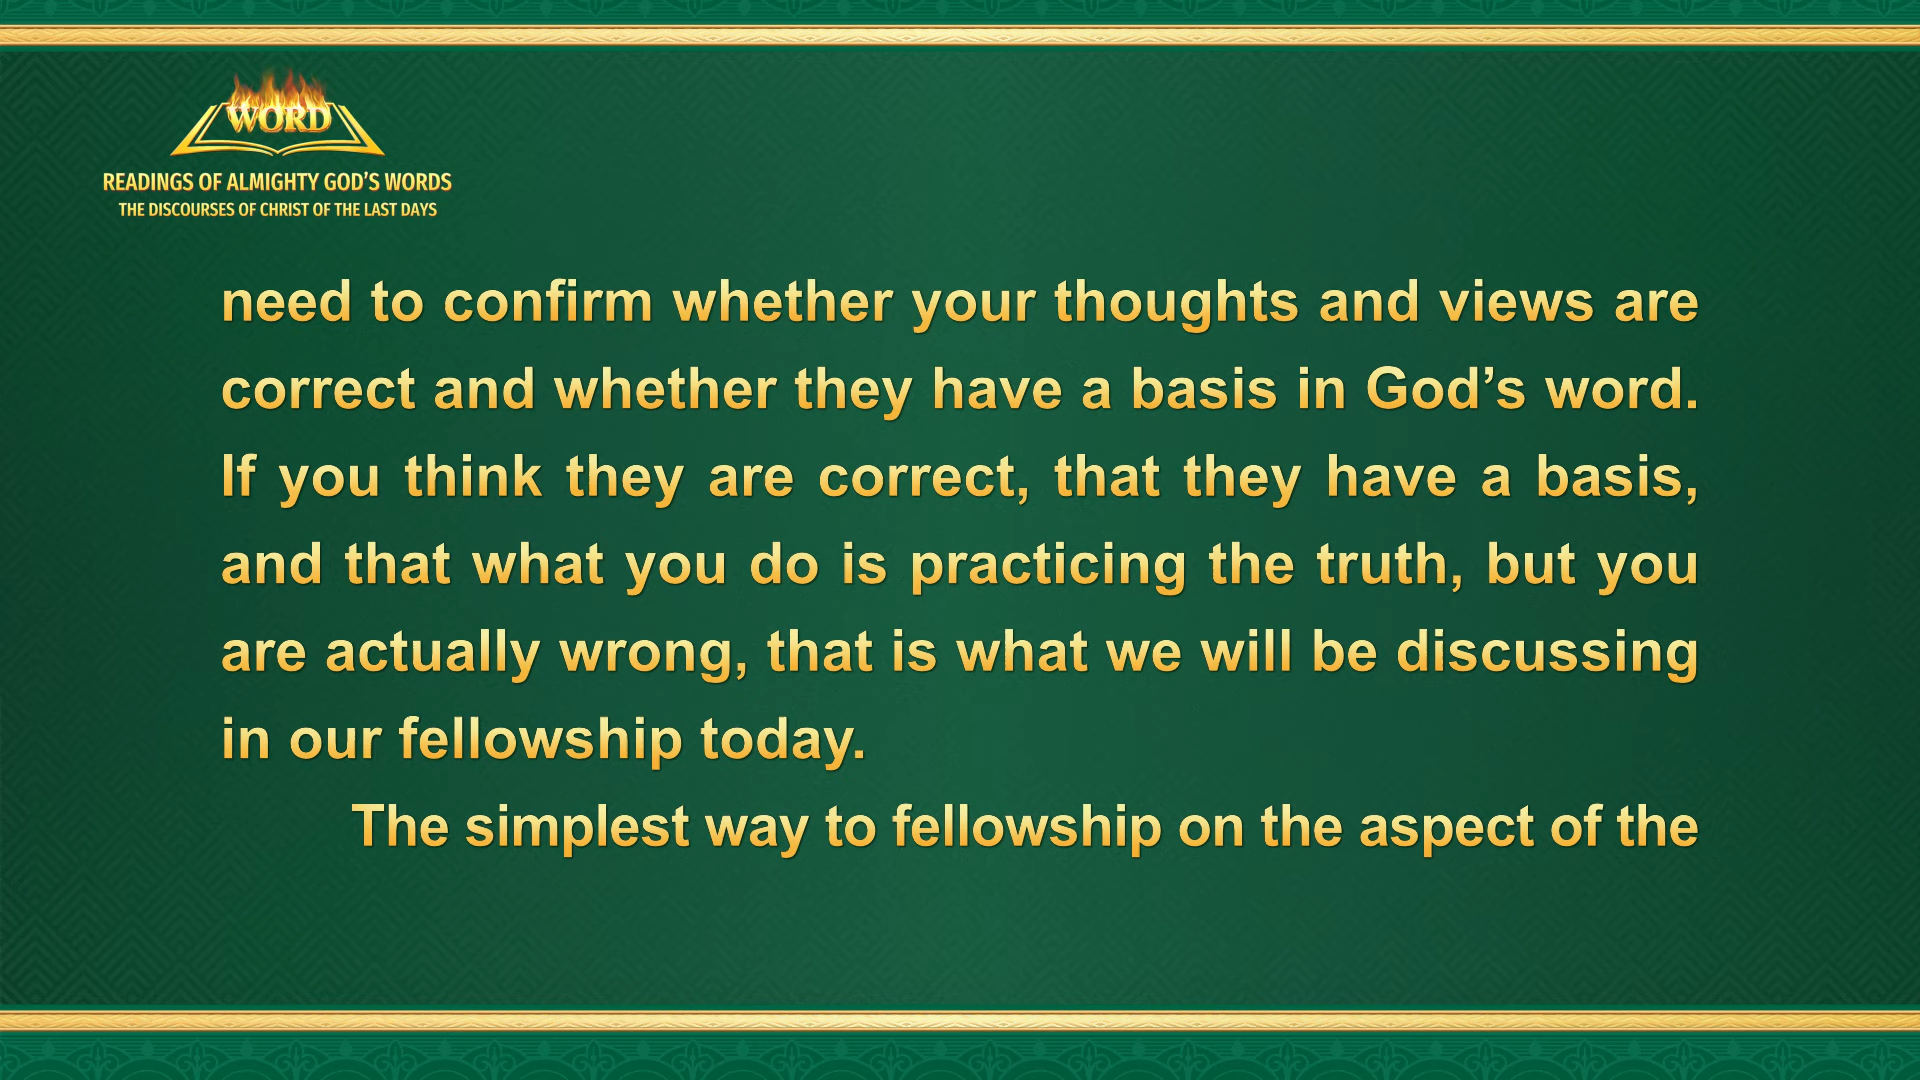 WORD
READINGS OF ALMIGHTY GOD’S WORDS
THE DISCOURSES OF CHRIST OF THE LAST DAYS
need to confirm whether your thoughts and views are
correct and whether they have a basis in God’s word.
If you think they are correct, that they have a basis,
and that what you do is practicing the truth, but you
are actually wrong, that is what we will be discussing
in our fellowship today.
The simplest way to fellowship on the aspect of the